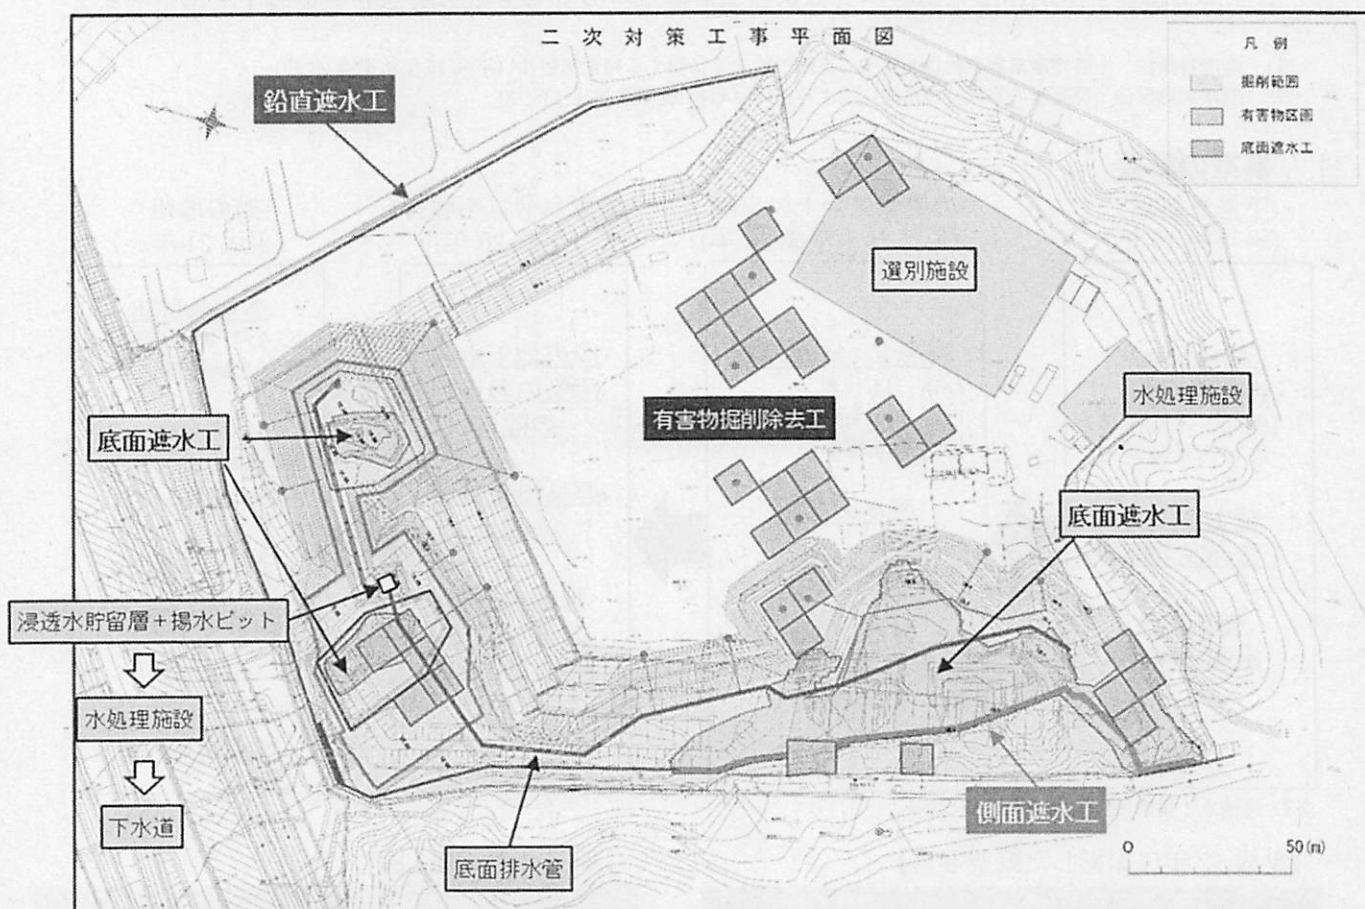 二次対策工事平面図
凡例
掘削範囲
有害物区画
底面遮水工
鉛直遮水工
選別施設
水処理施設
有害物掘削除去工
底面遮水工
底面遮水工
浸透水貯留層+揚水ピット
水処理施設
下水道
側面遮水工
底面排水管
0 50(m)